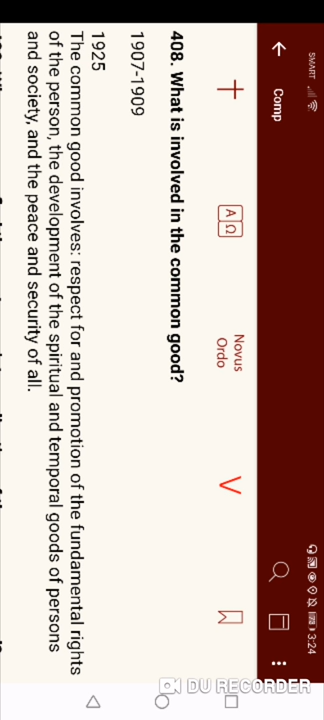 SMART
3:24
Comp
A Ω
Novus
Ordo
V
408. What is involved in the common good?
1907-1909
1925
The common good involves: respect for and promotion of the fundamental rights
of the person, the development of the spiritual and temporal goods of persons
and society, and the peace and security of all.
DU RECORDER